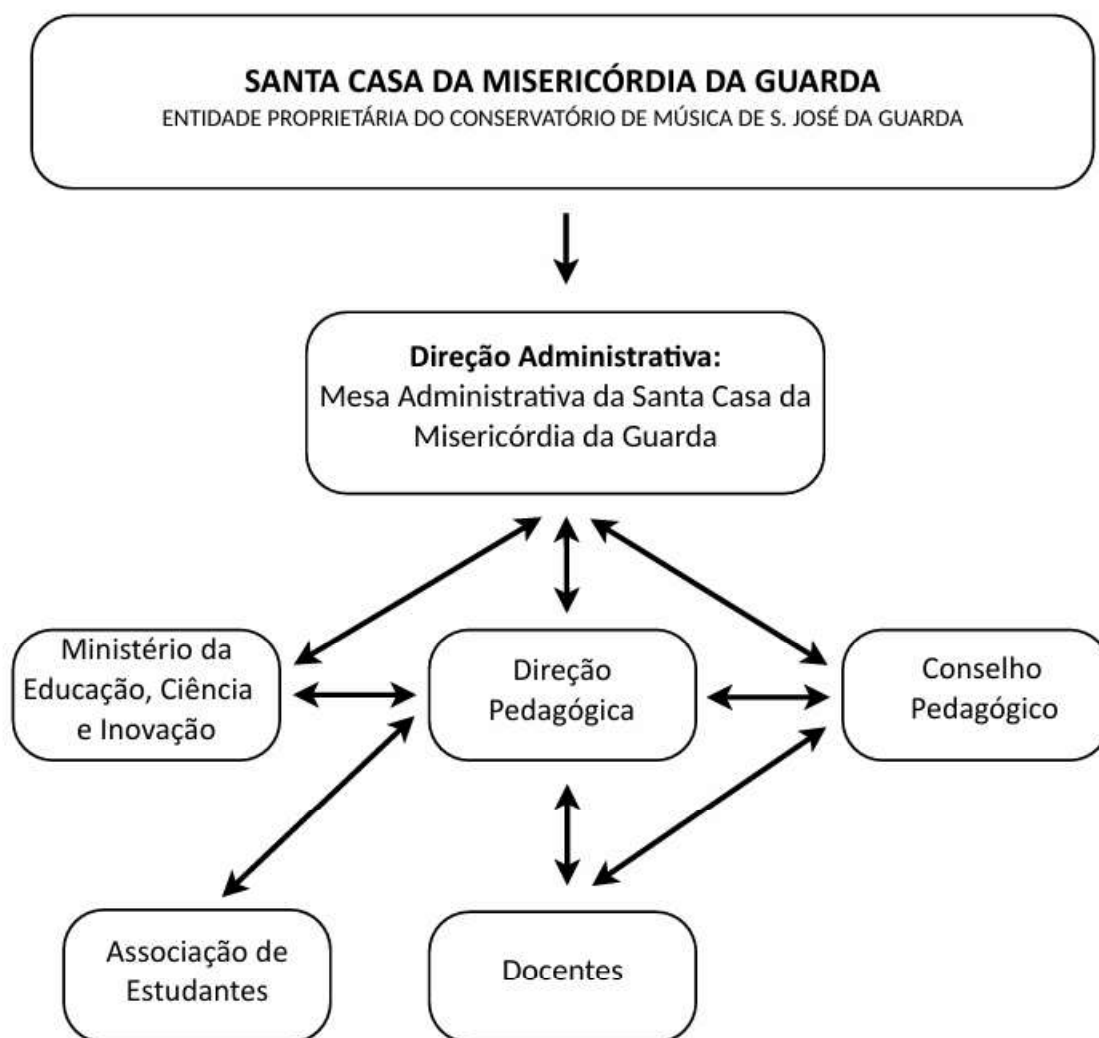 SANTA CASA DA MISERICÓRDIA DA GUARDA
ENTIDADE PROPRIETÁRIA DO CONSERVATÓRIO DE MÚSICA DE S. JOSÉ DA GUARDA
Direção Administrativa:
Mesa Administrativa da Santa Casa da
Misericórdia da Guarda
Ministério da
Educação, Ciência
e Inovação
Direção
Pedagógica
Conselho
Pedagógico
Associação de
Estudantes
Docentes